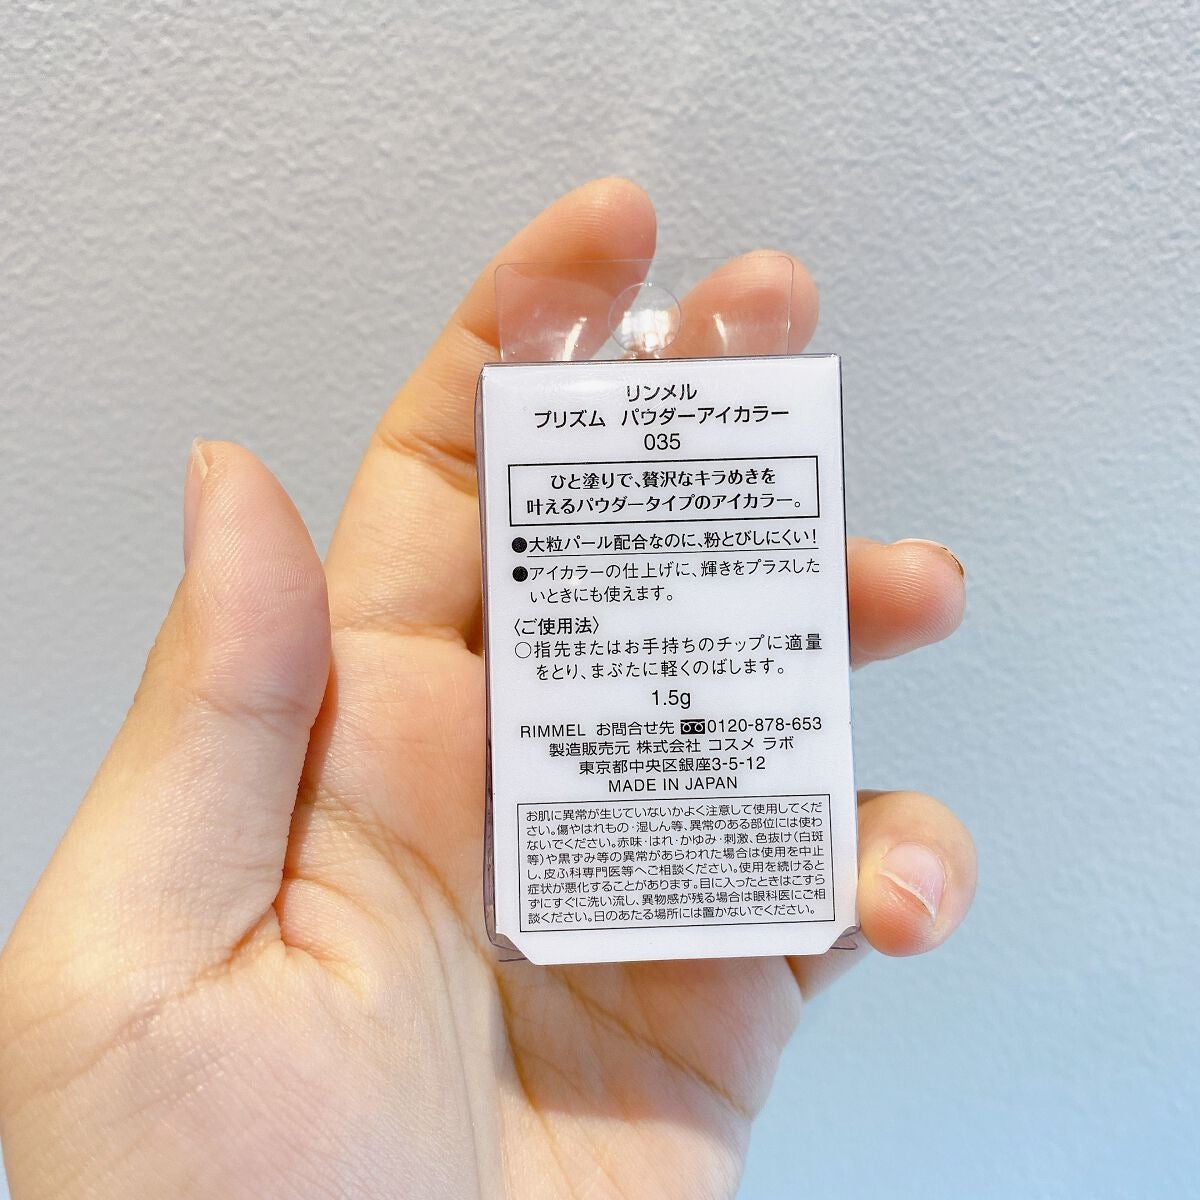 リンメル
プリズム パウダーアイカラー
035
ひと塗りで、贅沢なキラめきを
叶えるパウダータイプのアイカラー。
●大粒パール配合なのに、粉とびしにくい!
●アイカラーの仕上げに、輝きをプラスした
いときにも使えます。
〈ご使用法〉
○指先またはお手持ちのチップに適量
をとり、まぶたに軽くのばします。
1.5g
RIMMEL お問合せ先 0120-878-653
製造販売元 株式会社 コスメ ラボ
東京都中央区銀座3-5-12
MADE IN JAPAN
お肌に異常が生じていないかよく注意して使用してくだ
さい。傷やはれもの・湿しん等、異常のある部位には使わ
ないでください。赤味・はれ・かゆみ・刺激、色抜け(白斑
等)や黒ずみ等の異常があらわれた場合は使用を中止
し、皮ふ科専門医等へご相談ください。使用を続けると
症状が悪化することがあります。目に入ったときはこすら
ずにすぐに洗い流し、異物感が残る場合は眼科医にご相
談ください。日のあたる場所には置かないでください。